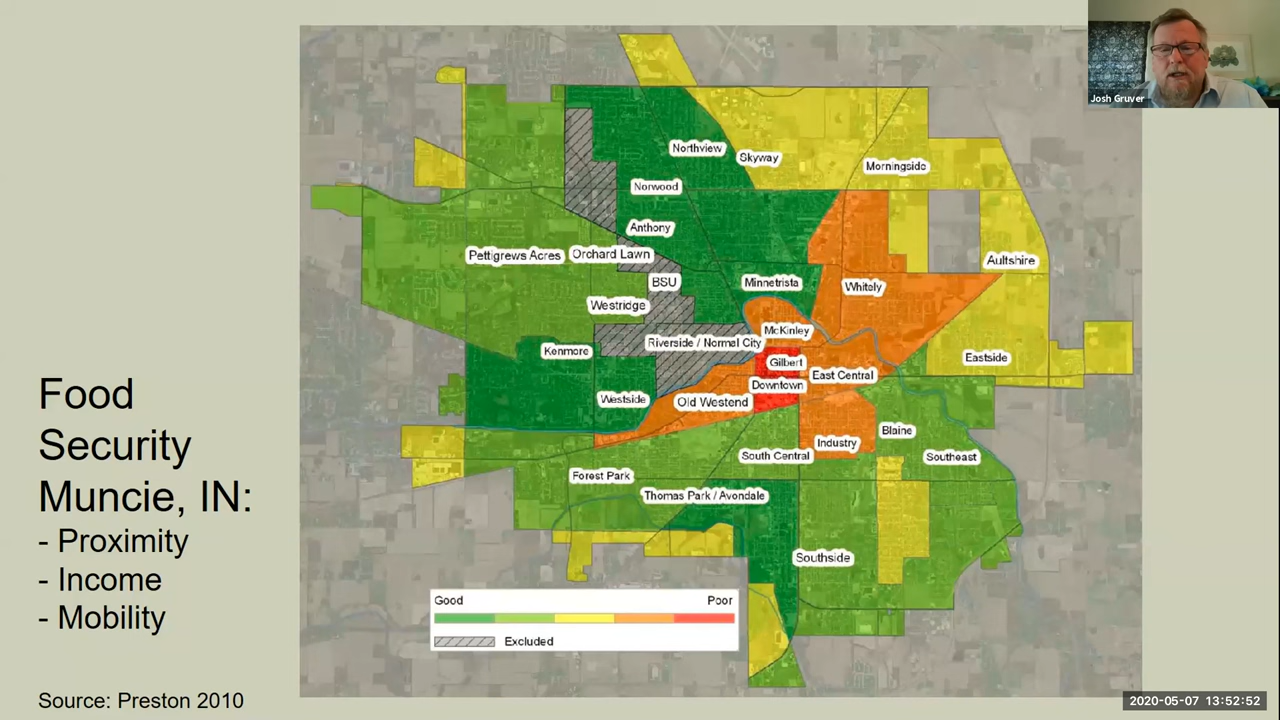 Food
Security
Muncie, IN:
- Proximity
- Income
- Mobility
Source: Preston 2010
Northview
Skyway
Morningside
Norwood
Anthony
Pettigrews Acres
Orchard Lawn
Aultshire
BSU
Minnetrista
Whitely
Westridge
McKinley
Riverside / Normal City
Kenmore
Gilbert
Eastside
East Central
Downtown
Westside
Old Westend
Blaine
Industry
South Central
Southeast
Forest Park
Thomas Park / Avondale
Southside
Good Poor
Excluded
Josh Gruver
2020-05-07 13:52:52